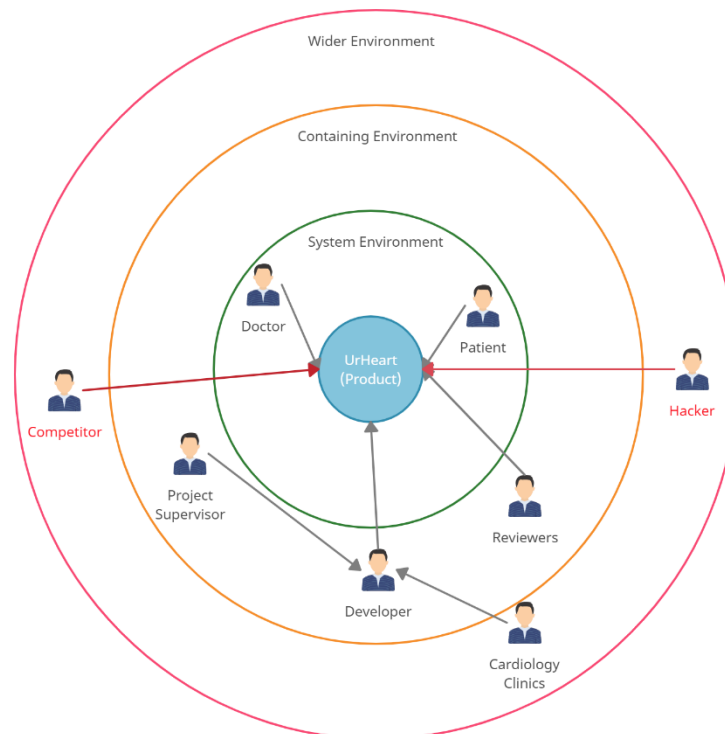 Wider Environment
Containing Environment
System Environment
Doctor
Patient
UrHeart
(Product)
Competitor
Hacker
Project
Supervisor
Reviewers
Developer
Cardiology
Clinics